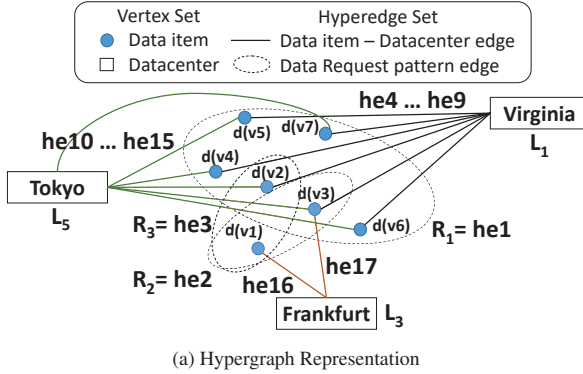 Vertex Set
Hyperedge Set
Data item
Data item – Datacenter edge
Datacenter
Data Request pattern edge
he4 ... he9
Virginia
L1
he10 ... he15
d(v5)
d(v7)
d(v4)
d(v2)
Tokyo
L5
d(v3)
R3= he3
d(v1)
d(v6)
R1= he1
R2= he2
he16
he17
Frankfurt
L3
(a) Hypergraph Representation